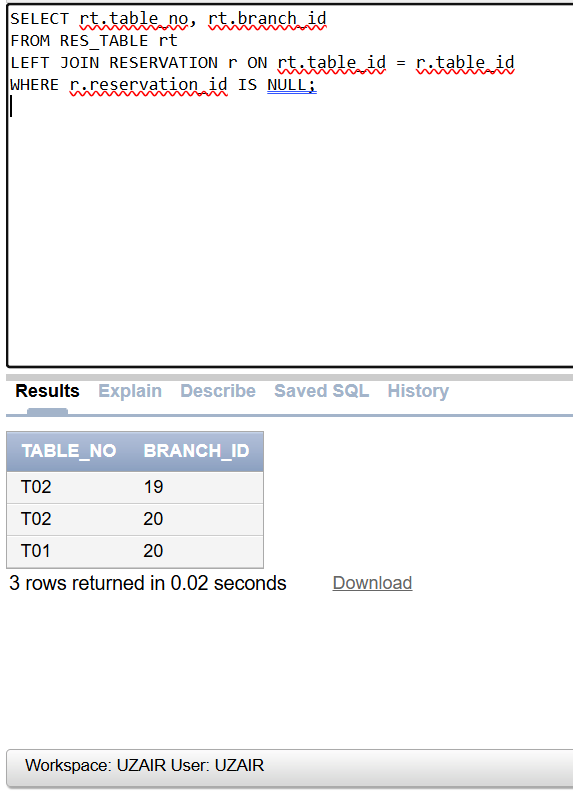 SELECT rt.table_no, rt.branch_id
FROM RES_TABLE rt
LEFT JOIN RESERVATION r ON rt.table_id = r.table_id
WHERE r.reservation_id IS NULL;
Results Explain Describe Saved SQL History
TABLE_NO BRANCH_ID
T02 19
T02 20
T01 20
3 rows returned in 0.02 seconds Download
Workspace: UZAIR User: UZAIR